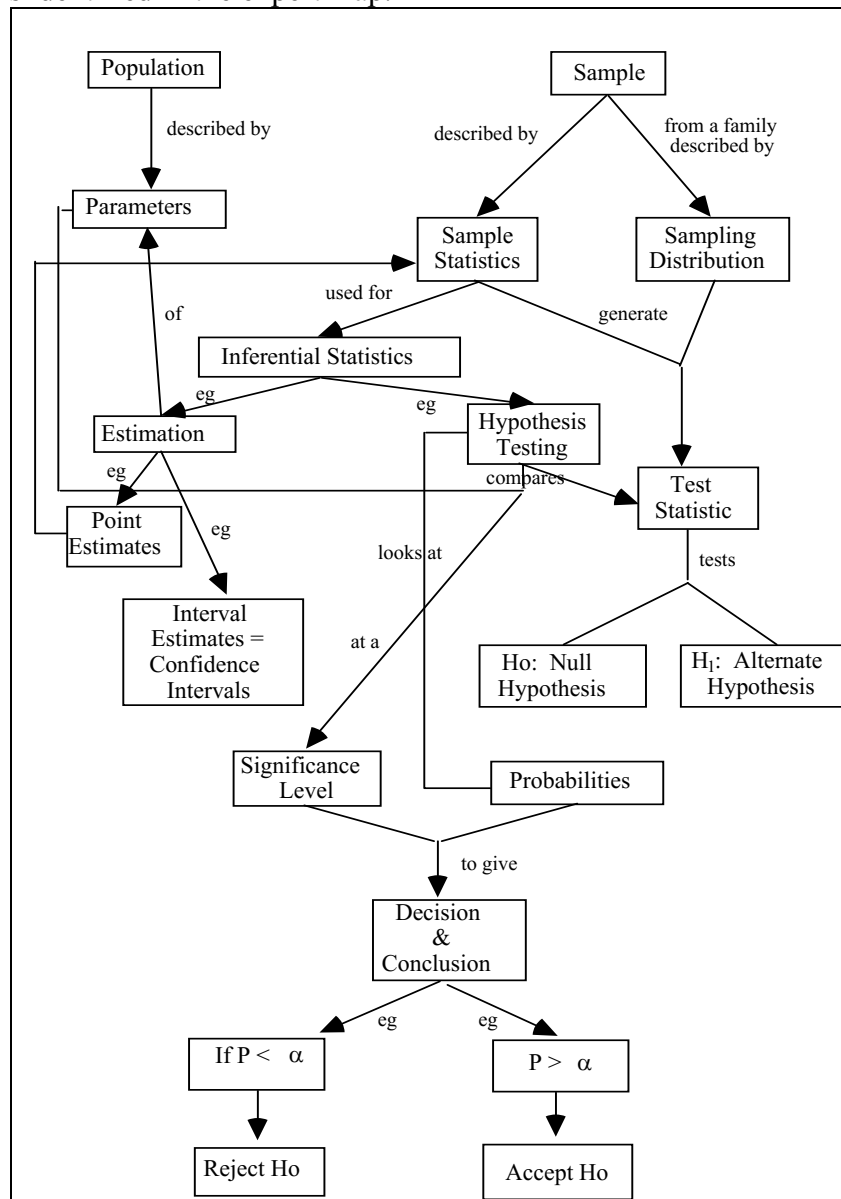 Population
Sample
described by
described by
from a family
described by
Parameters
Sample
Statistics
Sampling
Distribution
used for
generate
of
Inferential Statistics
eg
eg
Estimation
Hypothesis
Testing
eg
compares
Test
Statistic
Point
Estimates
eg
looks at
tests
Interval
Estimates =
Confidence
Intervals
at a
Ho: Null
Hypothesis
H1: Alternate
Hypothesis
Significance
Level
Probabilities
to give
Decision
&
Conclusion
eg
eg
If P < α
P > α
Reject Ho
Accept Ho